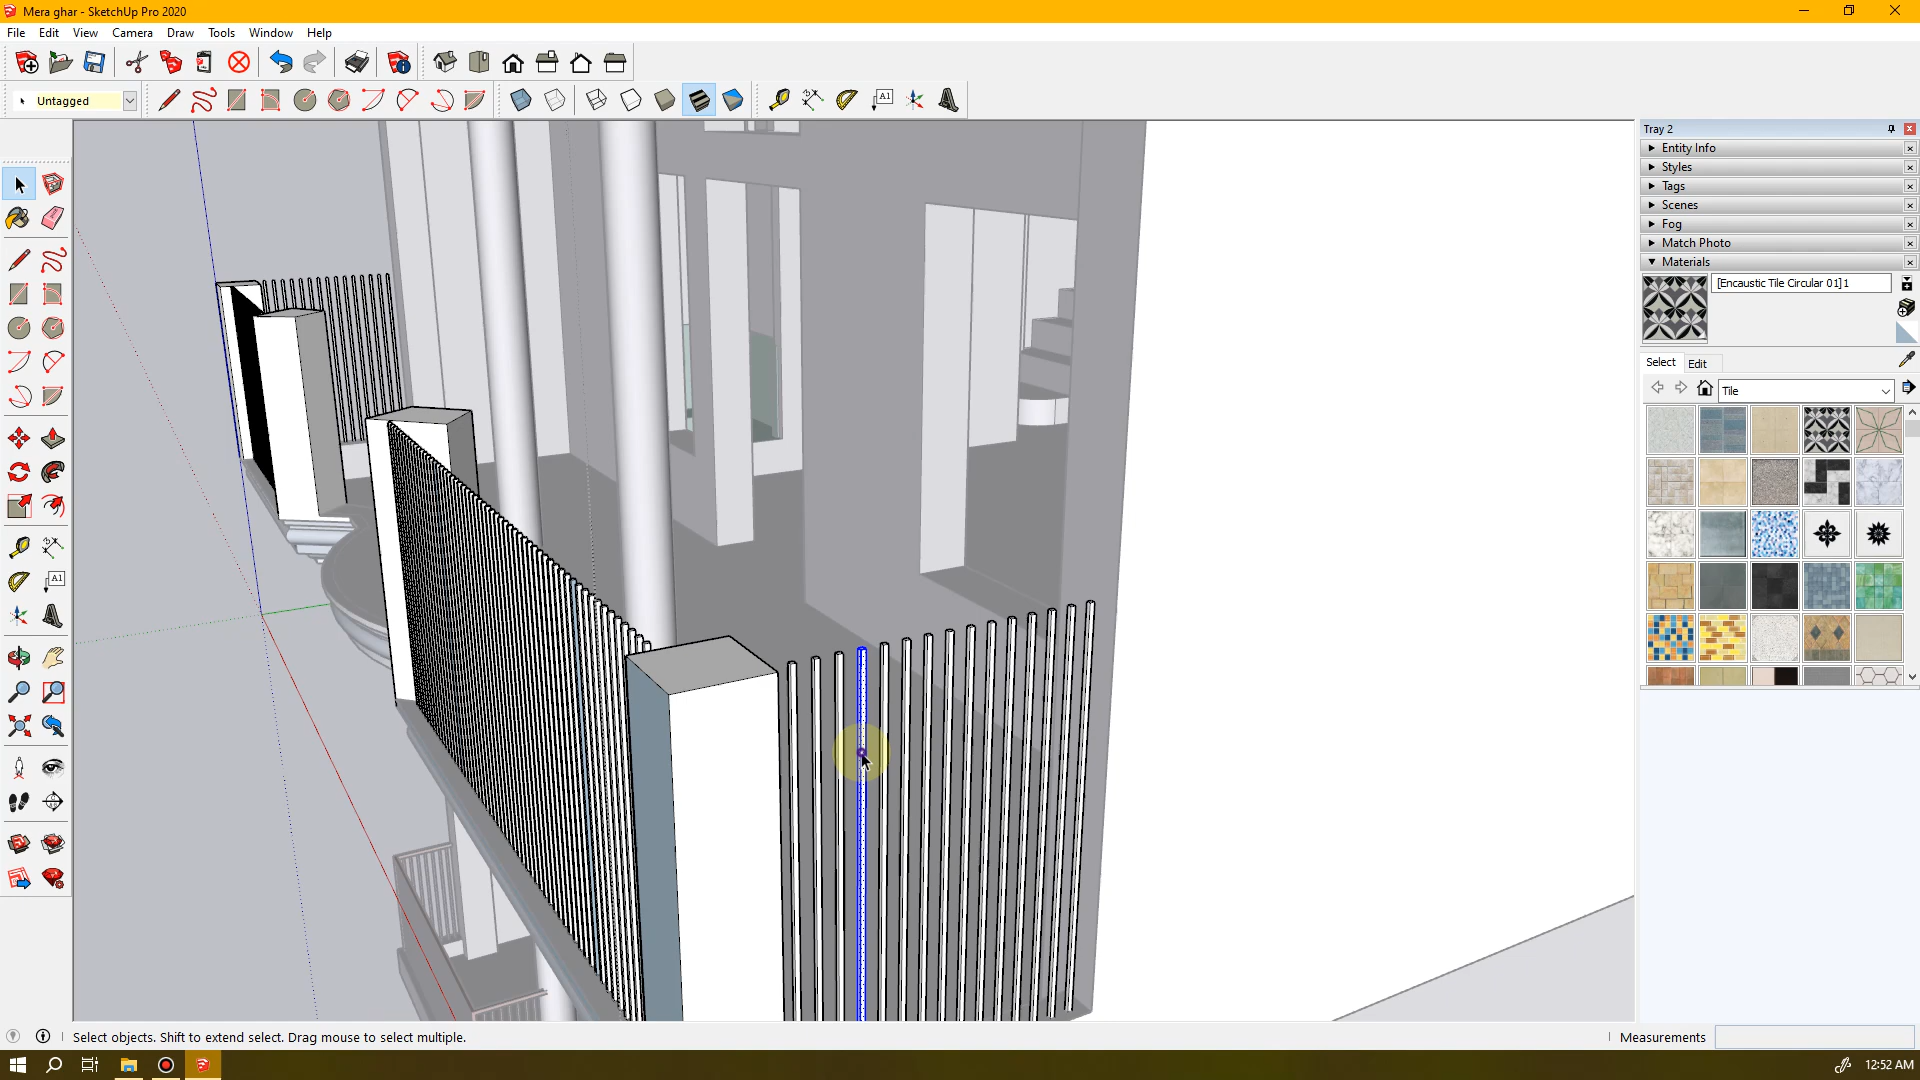 Mera ghar - SketchUp Pro 2020
File Edit View Camera Draw Tools Window Help
Untagged
A1
Tray 2
Entity Info
Styles
Tags
Scenes
Fog
Match Photo
Materials
[Encaustic Tile Circular 01]1
Select Edit
Tile
A1
Select objects. Shift to extend select. Drag mouse to select multiple.
Measurements
12:52 AM